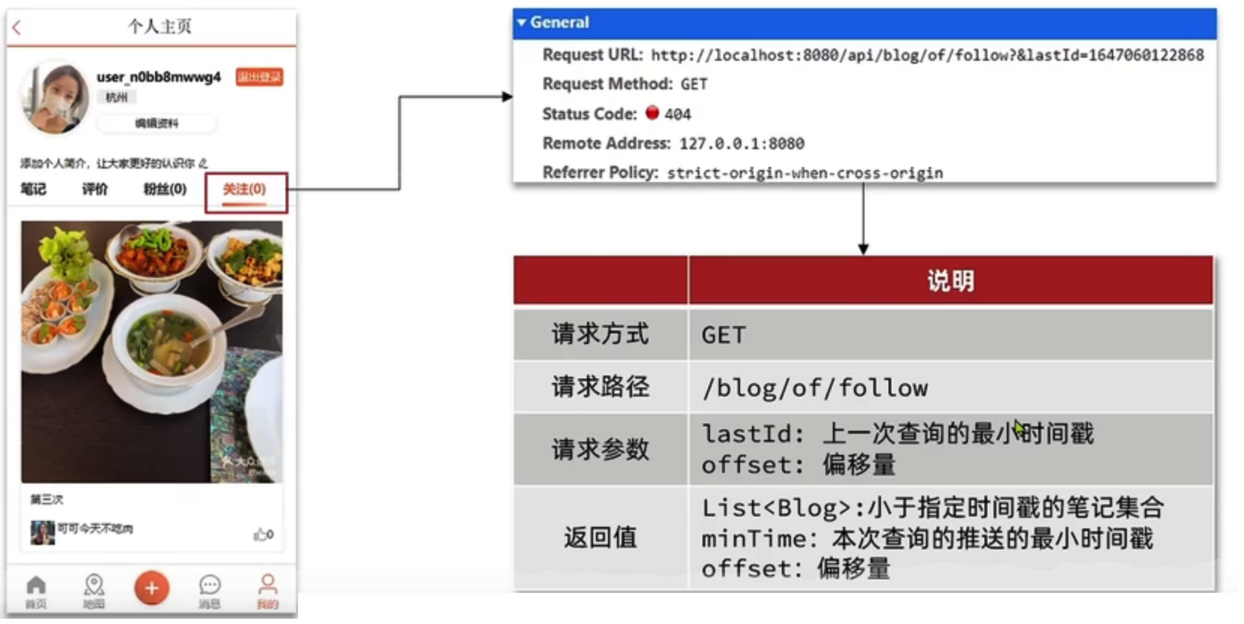 个人主页
user_n0bb8mwwg4
退出登录
杭州
编辑资料
添加个人简介，让大家更好的认识你
笔记
评价
粉丝(0)
关注(0)
第三次
可可今天不吃肉
0
首页
地图
消息
我的
General
Request URL: http://localhost:8080/api/blog/of/follow?&lastId=1647060122868
Request Method: GET
Status Code: 404
Remote Address: 127.0.0.1:8080
Referrer Policy: strict-origin-when-cross-origin
说明
请求方式 GET
请求路径 /blog/of/follow
请求参数
lastId: 上一次查询的最小时间戳
offset: 偏移量
返回值
List<Blog>:小于指定时间戳的笔记集合
minTime: 本次查询的推送的最小时间戳
offset: 偏移量